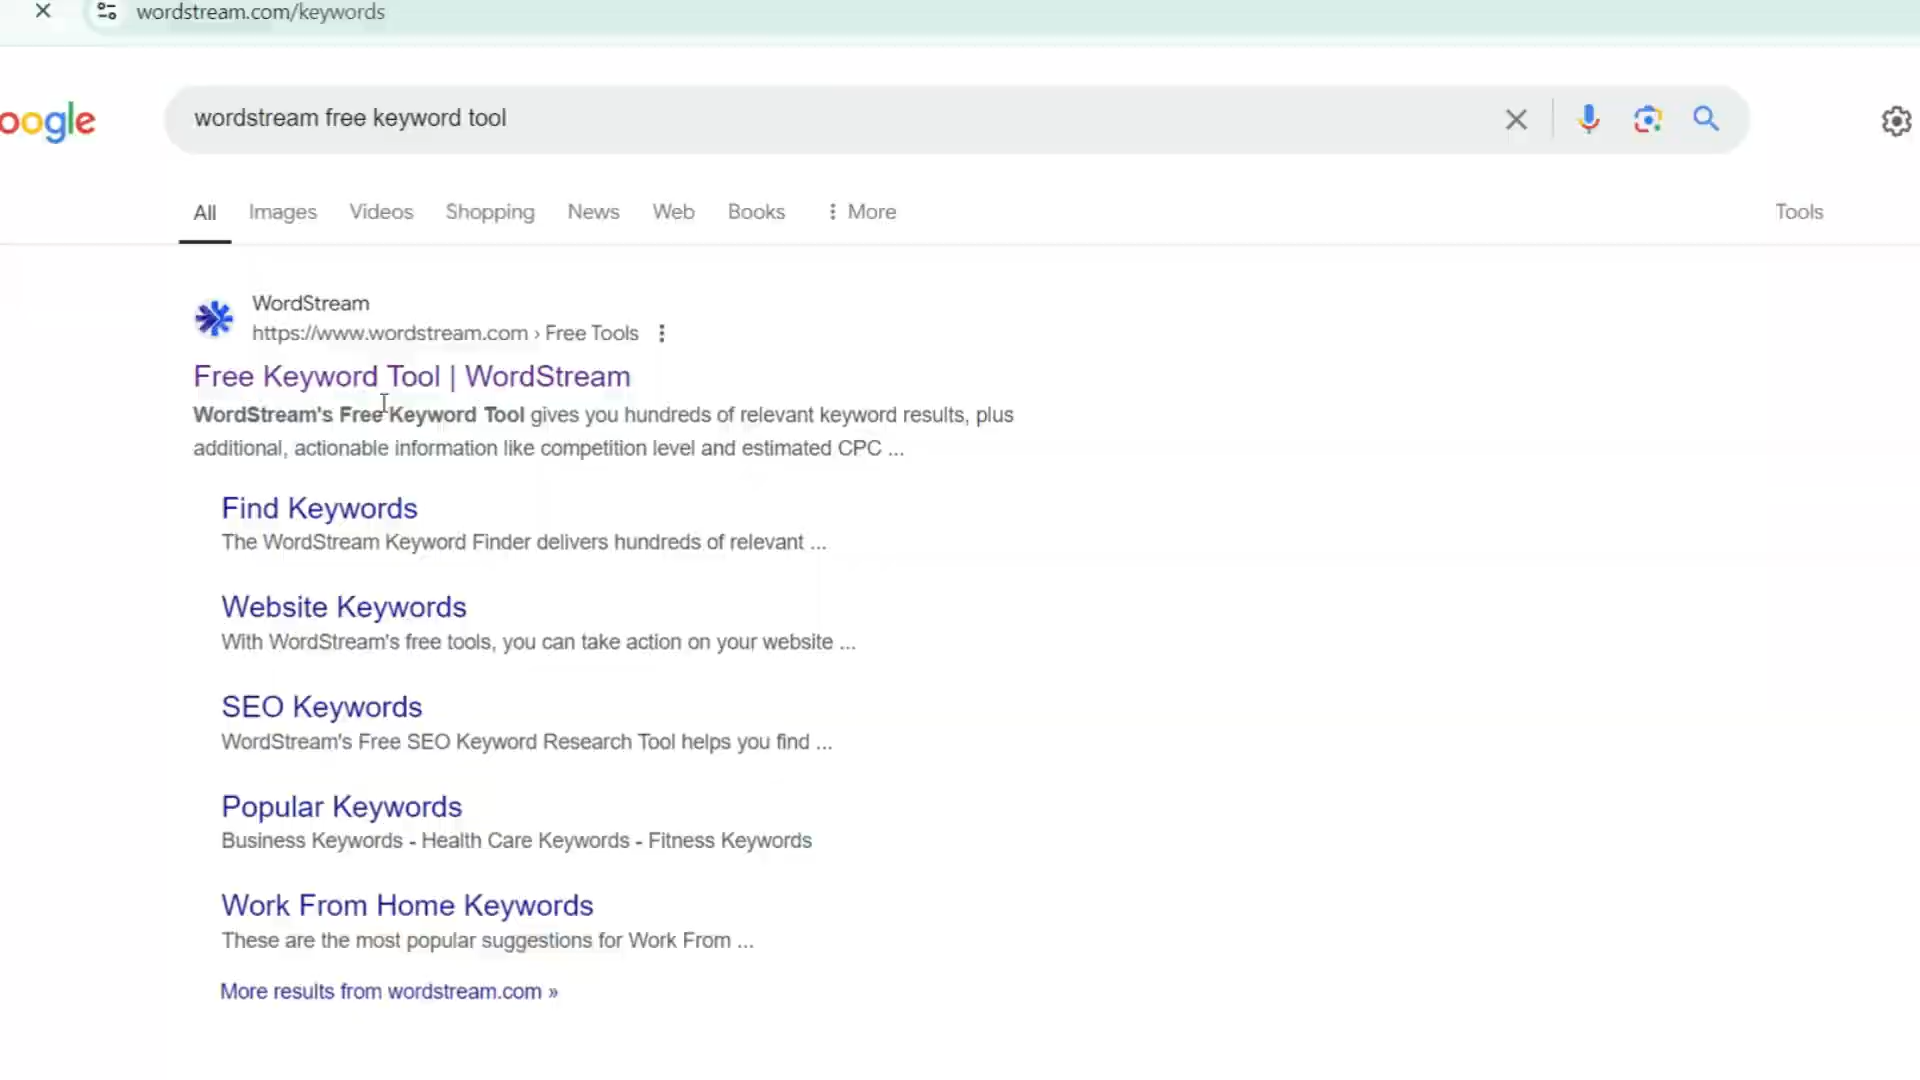 wordstream.com/keywords
oogle
wordstream free keyword tool
All Images Videos Shopping News Web Books More Tools
WordStream
https://www.wordstream.com › Free Tools
Free Keyword Tool | WordStream
WordStream's Free Keyword Tool gives you hundreds of relevant keyword results, plus
additional, actionable information like competition level and estimated CPC ...
Find Keywords
The WordStream Keyword Finder delivers hundreds of relevant ...
Website Keywords
With WordStream's free tools, you can take action on your website ...
SEO Keywords
WordStream's Free SEO Keyword Research Tool helps you find ...
Popular Keywords
Business Keywords - Health Care Keywords - Fitness Keywords
Work From Home Keywords
These are the most popular suggestions for Work From ...
More results from wordstream.com »